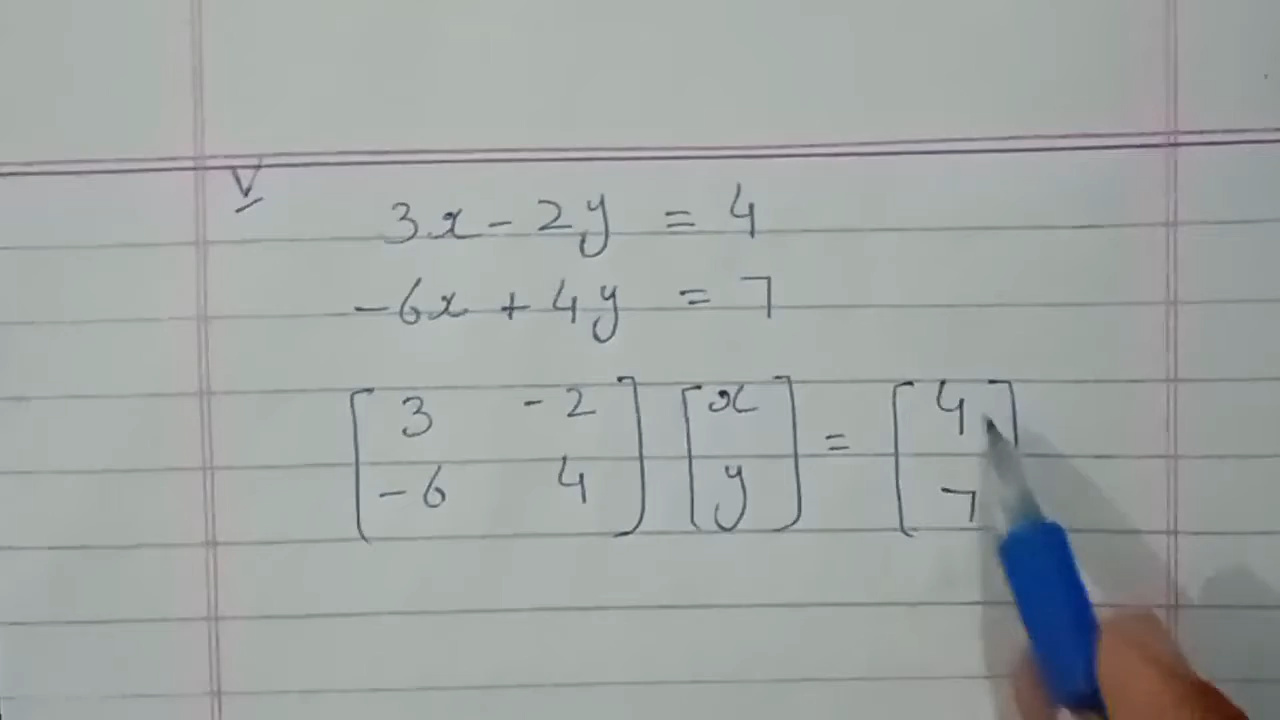 V
3x - 2y = 4
-6x + 4y = 7
[3 -2] [x] = [4]
[-6 4] [y] [7]